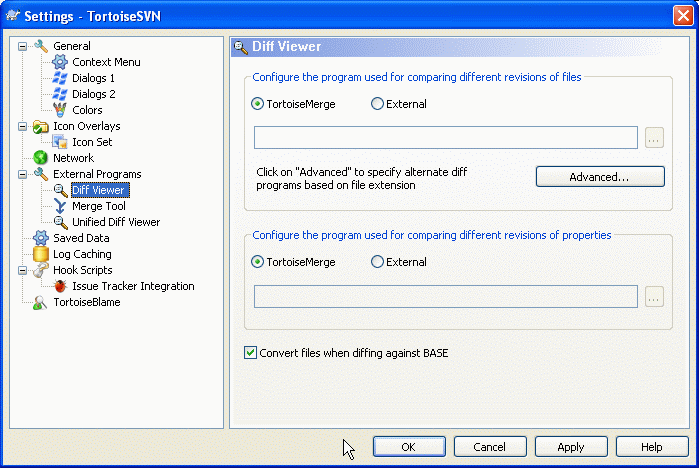 Settings - TortoiseSVN
General
Context Menu
Dialogs 1
Dialogs 2
Colors
Icon Overlays
Icon Set
Network
External Programs
Diff Viewer
Merge Tool
Unified Diff Viewer
Saved Data
Log Caching
Hook Scripts
Issue Tracker Integration
TortoiseBlame
Diff Viewer
Configure the program used for comparing different revisions of files
TortoiseMerge External
...
Click on "Advanced" to specify alternate diff
programs based on file extension
Advanced...
Configure the program used for comparing different revisions of properties
TortoiseMerge External
...
Convert files when diffing against BASE
OK Cancel Apply Help